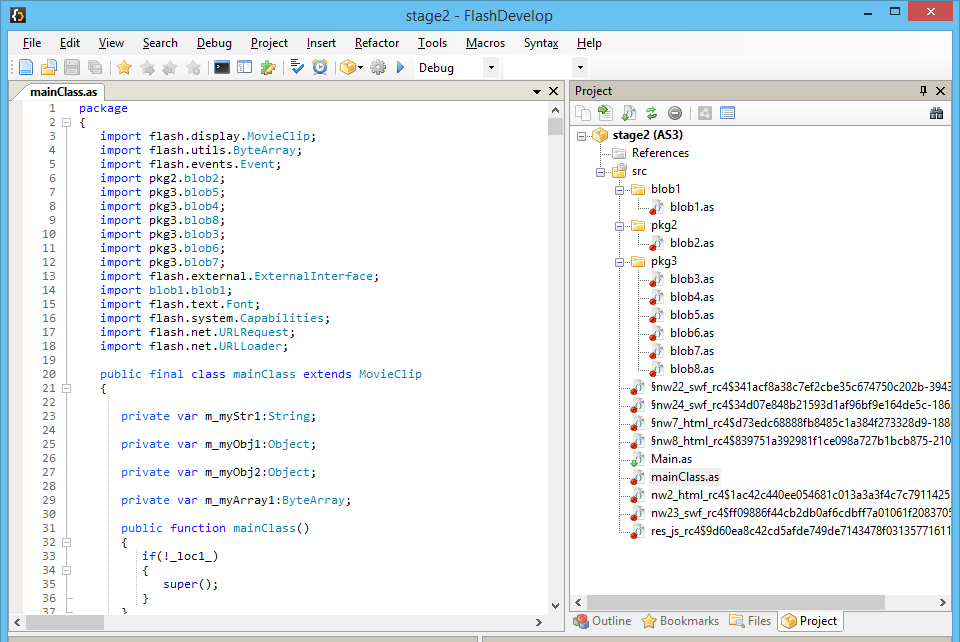 stage2 - FlashDevelop
File Edit View Search Debug Project Insert Refactor Tools Macros Syntax Help
Debug
mainClass.as
1 package
2 {
3 import flash.display.MovieClip;
4 import flash.utils.ByteArray;
5 import flash.events.Event;
6 import pkg2.blob2;
7 import pkg3.blob5;
8 import pkg3.blob4;
9 import pkg3.blob8;
10 import pkg3.blob3;
11 import pkg3.blob6;
12 import pkg3.blob7;
13 import flash.external.ExternalInterface;
14 import blob1.blob1;
15 import flash.text.Font;
16 import flash.system.Capabilities;
17 import flash.net.URLRequest;
18 import flash.net.URLLoader;
19
20 public final class mainClass extends MovieClip
21 {
22
23 private var m_myStr1:String;
24
25 private var m_myObj1:Object;
26
27 private var m_myObj2:Object;
28
29 private var m_myArray1:ByteArray;
30
31 public function mainClass()
32 {
33 if(!_loc1_)
34 {
35 super();
36 }
37 }
Project
stage2 (AS3)
References
src
blob1
blob1.as
pkg2
blob2.as
pkg3
blob3.as
blob4.as
blob5.as
blob6.as
blob7.as
blob8.as
§nw22_swf_rc4$341acf8a38c7ef2cbe35c674750c202b-3943
§nw24_swf_rc4$34d07e848b21593d1af96bf9e164de5c-186
§nw7_html_rc4$d73edc68888fb8485c1a384f273328d9-188
§nw8_html_rc4$839751a392981f1ce098a727b1bcb875-210
Main.as
mainClass.as
nw2_html_rc4$1ac42c440ee054681c013a3a3f4c7c7911425
nw23_swf_rc4$ff09886f44cb2db0af6cdbff7a01061f2083705
res_js_rc4$9d60ea8c42cd5afde749de7143478f03135771611
Outline Bookmarks Files Project